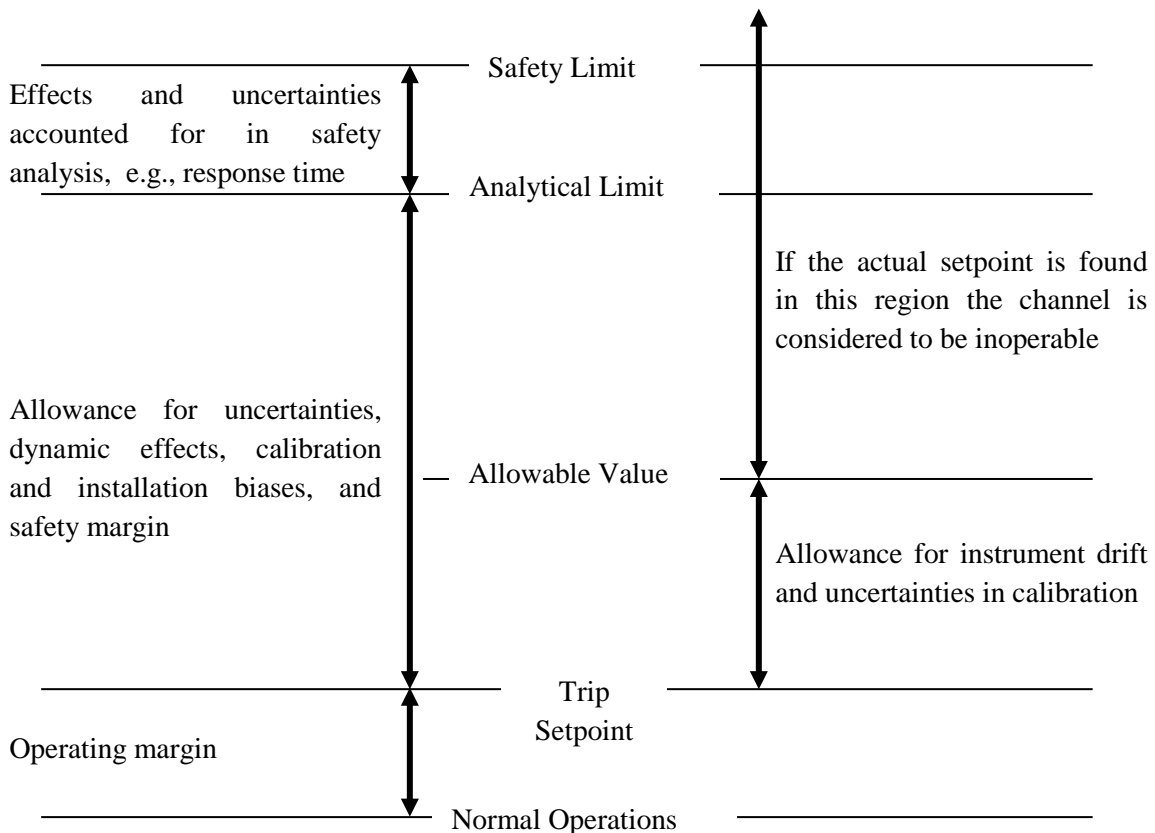 Safety Limit
Effects and uncertainties
accounted for in safety
analysis, e.g., response time
Analytical Limit
If the actual setpoint is found
in this region the channel is
considered to be inoperable
Allowance for uncertainties,
dynamic effects, calibration
and installation biases, and
safety margin
Allowable Value
Allowance for instrument drift
and uncertainties in calibration
Trip
Setpoint
Operating margin
Normal Operations